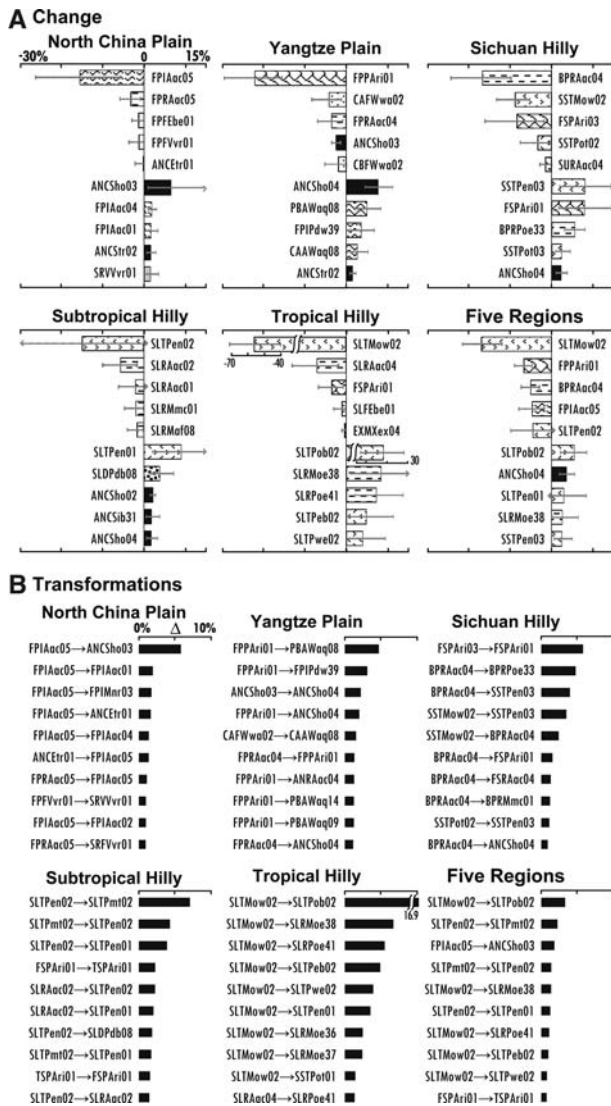 A Change
North China Plain
-30% 0 15%
FPIAac05
FPRAac05
FPFEbe01
FPFVvr01
ANCEtr01
ANCSho03
FPIAac04
FPIAac01
ANCStr02
SRVVvr01
Yangtze Plain
FPPAri01
CAFWwa02
FPRAac04
ANCSho03
CBFWwa02
ANCSho04
PBAWaq08
FPIPdw39
CAAWaq08
ANCStr02
Sichuan Hilly
BPRAac04
SSTMow02
FSPAri03
SSTPot02
SURAac04
SSTPen03
FSPAri01
BPRPoe33
SSTPot03
ANCSho04
Subtropical Hilly
SLTPen02
SLRAac02
SLRAac01
SLRMmc01
SLRMaf08
SLTPen01
SLDPdb08
ANCSho02
ANCSib31
ANCSho04
Tropical Hilly
SLTMow02
-70 -40
SLRAac04
FSPAri01
SLFEbe01
EXMXex04
SLTPob02
30
SLRMoe38
SLRPoe41
SLTPeb02
SLTPwe02
Five Regions
SLTMow02
FPPAri01
BPRAac04
FPIAac05
SLTPen02
SLTPob02
ANCSho04
SLTPen01
SLRMoe38
SSTPen03
B Transformations
North China Plain
0% Δ 10%
FPIAac05→ANCSho03
FPIAac05→FPIAac01
FPIAac05→FPIMnr03
FPIAac05→ANCEtr01
FPIAac05→FPIAac04
ANCEtr01→FPIAac05
FPRAac05→FPIAac05
FPFVvr01→SRVVvr01
FPIAac05→FPIAac02
FPRAac05→SRFVvr01
Yangtze Plain
FPPAri01→PBAWaq08
FPPAri01→FPIPdw39
ANCSho03→ANCSho04
FPPAri01→ANCSho04
CAFWwa02→CAAWaq08
FPRAac04→FPPAri01
FPPAri01→ANRAac04
FPPAri01→PBAWaq14
FPPAri01→PBAWaq09
FPRAac04→ANCSho04
Sichuan Hilly
FSPAri03→FSPAri01
BPRAac04→BPRPoe33
BPRAac04→SSTPen03
SSTMow02→SSTPen03
SSTMow02→BPRAac04
BPRAac04→FSPAri01
BPRAac04→FSRAac04
BPRAac04→BPRMmc01
SSTPot02→SSTPen03
BPRAac04→ANCSho04
Subtropical Hilly
SLTPen02→SLTPmt02
SLTPmt02→SLTPen02
SLTPen02→SLTPen01
FSPAri01→TSPAri01
SLRAac02→SLTPen02
SLRAac02→SLTPen01
SLTPen02→SLDPdb08
SLTPmt02→SLTPen01
TSPAri01→FSPAri01
SLTPen02→SLRAac02
Tropical Hilly
SLTMow02→SLTPob02
16.9
SLTMow02→SLRMoe38
SLTMow02→SLRPoe41
SLTMow02→SLTPeb02
SLTMow02→SLTPwe02
SLTMow02→SLTPen01
SLTMow02→SLRMoe36
SLTMow02→SLRMoe37
SLTMow02→SSTPot01
SLRAac04→SLRPoe41
Five Regions
SLTMow02→SLTPob02
SLTPen02→SLTPmt02
FPIAac05→ANCSho03
SLTPmt02→SLTPen02
SLTMow02→SLRMoe38
SLTPen02→SLTPen01
SLTMow02→SLRPoe41
SLTMow02→SLTPeb02
SLTMow02→SLTPwe02
FSPAri01→TSPAri01